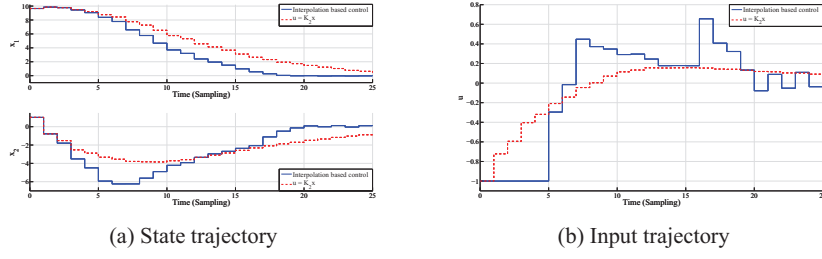 Interpolation based control
u = K₂x
x₁
10
8
6
4
2
0
0
5
10
15
20
25
Time (Sampling)
x₂
0
−2
−4
−6
Interpolation based control
u = K₂x
0
5
10
15
20
25
Time (Sampling)
(a) State trajectory
Interpolation based control
u = K₂x
u
0.8
0.6
0.4
0.2
0
−0.2
−0.4
−0.6
−0.8
−1
0
5
10
15
20
25
Time (Sampling)
(b) Input trajectory